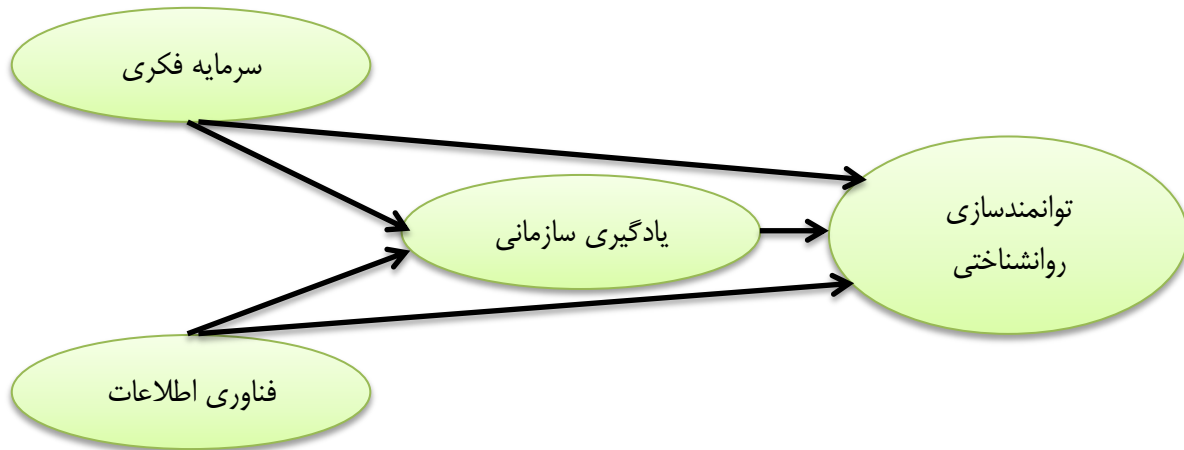 سرمایه فکری
یادگیری سازمانی
توانمندسازی
روانشناختی
فناوری اطلاعات